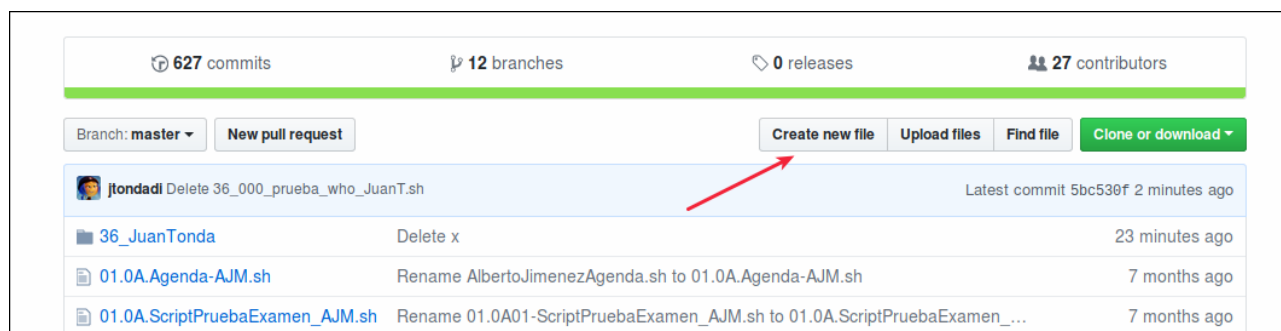 627 commits 12 branches 0 releases 27 contributors
Branch: master New pull request Create new file Upload files Find file Clone or download
jtondadi Delete 36_000_prueba_who_JuanT.sh Latest commit 5bc530f 2 minutes ago
36_JuanTonda Delete x 23 minutes ago
01.0A.Agenda-AJM.sh Rename AlbertoJimenezAgenda.sh to 01.0A.Agenda-AJM.sh 7 months ago
01.0A.ScriptPruebaExamen_AJM.sh Rename 01.0A01-ScriptPruebaExamen_AJM.sh to 01.0A.ScriptPruebaExamen_... 7 months ago